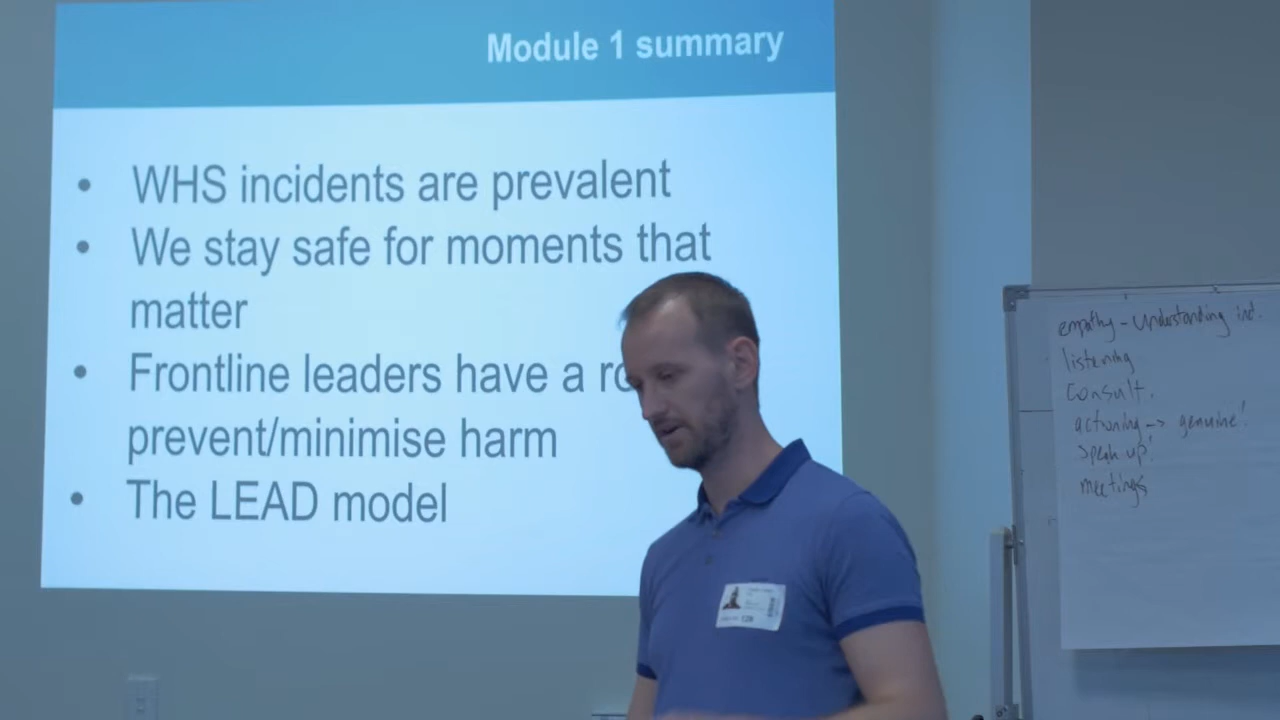 Module 1 summary
• WHS incidents are prevalent
• We stay safe for moments that
matter
• Frontline leaders have a
prevent/minimise harm
• The LEAD model
empathy - understanding ind.
listening
Consult.
actioning -> genuine!
Speak up!
meetings